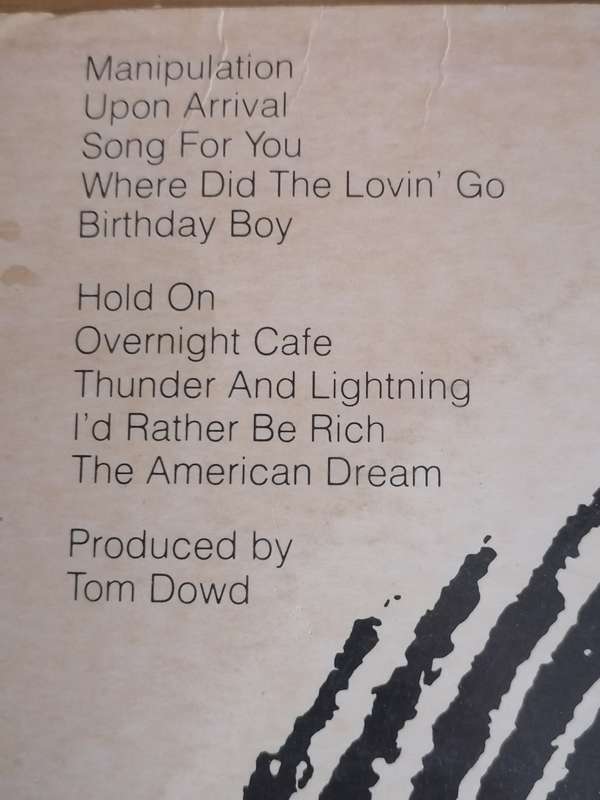 Manipulation
Upon Arrival
Song For You
Where Did The Lovin' Go
Birthday Boy
Hold On
Overnight Cafe
Thunder And Lightning
I'd Rather Be Rich
The American Dream
Produced by
Tom Dowd